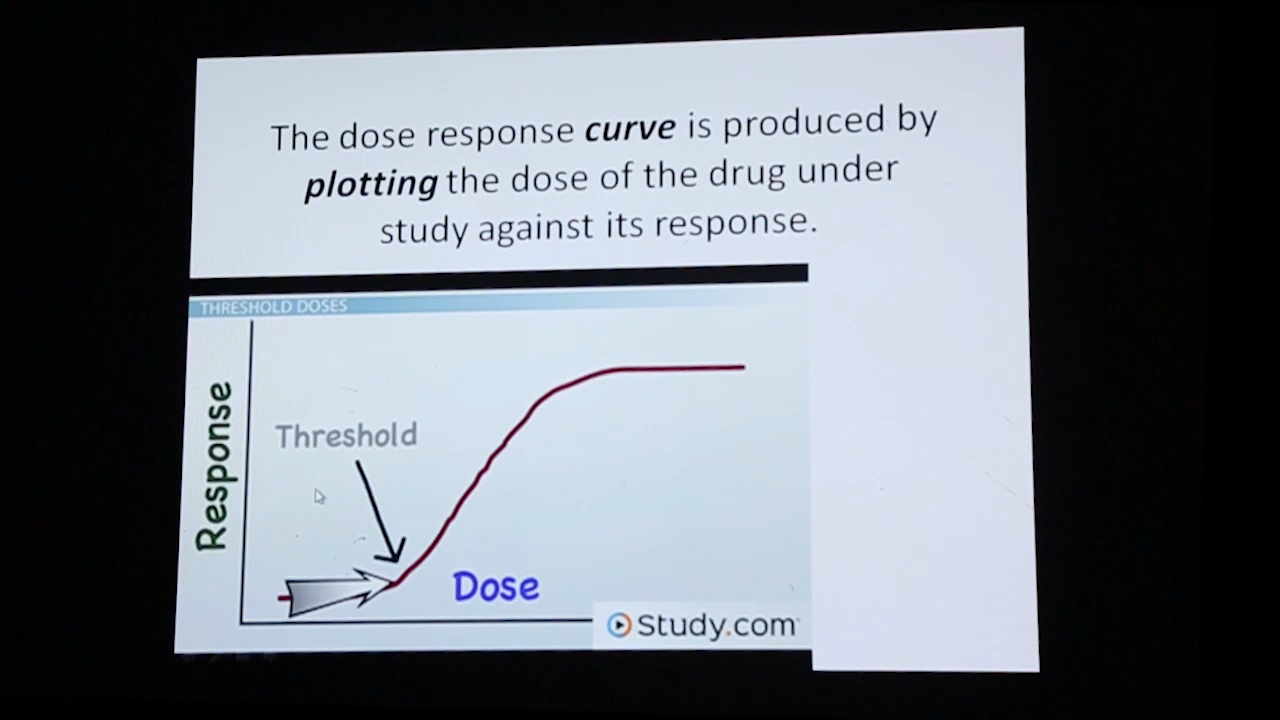 The dose response curve is produced by
plotting the dose of the drug under
study against its response.
THRESHOLD DOSES
Response
Threshold
Dose
Study.com